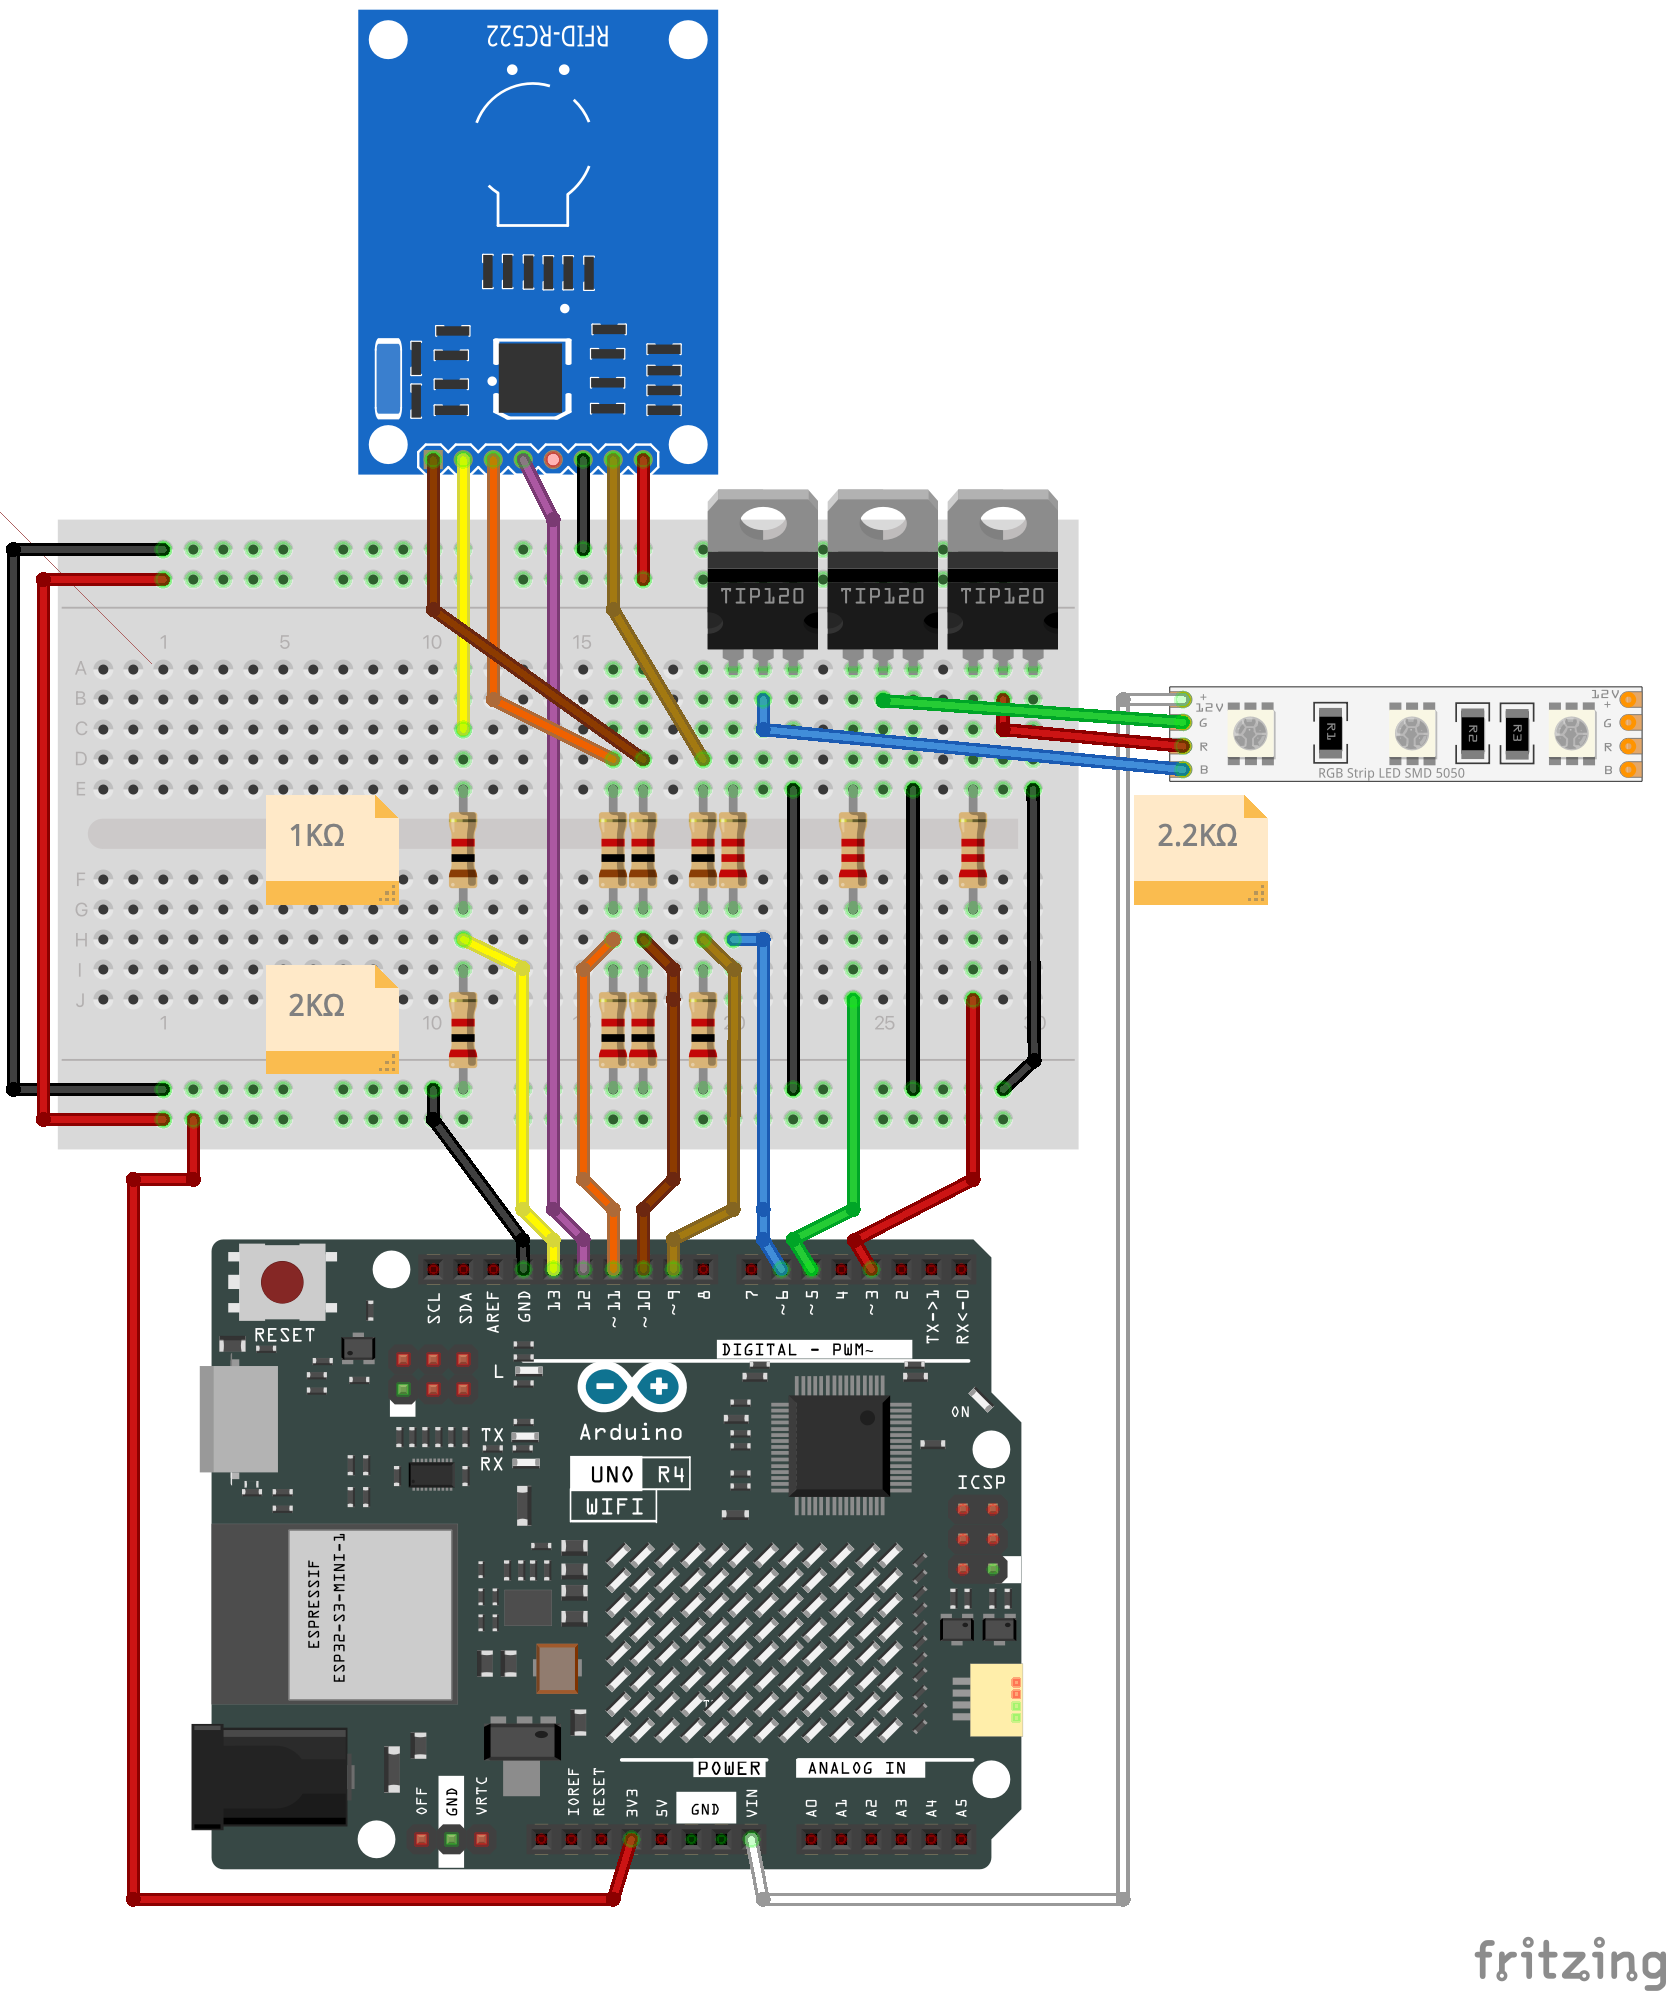 RFID-RC522
TIP120 TIP120 TIP120
1 5 10 15
A
B
C
D
E
F
G
H
I
J
1 10 20 25 30
1KΩ
2KΩ
2.2KΩ
+
12V
G
R
B
R1
R2
R3
12V
+
G
R
B
RGB Strip LED SMD 5050
RESET
SCL
SDA
AREF
GND
13
12
~11
~10
~9
8
7
~6
~5
4
~3
2
TX->1
RX<-0
DIGITAL - PWM~
L
TX
RX
Arduino
UNO R4
WIFI
ON
ICSP
ESPRESSIF
ESP32-S3-MINI-1
OFF
GND
VRTC
IOREF
RESET
3V3
5V
GND
VIN
POWER
ANALOG IN
A0
A1
A2
A3
A4
A5
fritzing